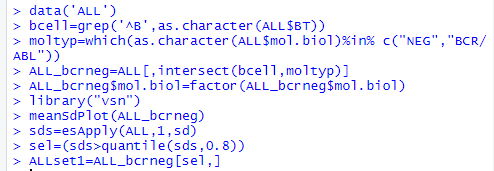 > data('ALL')
> bcell=grep('^B',as.character(ALL$BT))
> moltyp=which(as.character(ALL$mol.biol)%in% c("NEG","BCR/
ABL"))
> ALL_bcrneg=ALL[,intersect(bcell,moltyp)]
> ALL_bcrneg$mol.biol=factor(ALL_bcrneg$mol.biol)
> library("vsn")
> meanSdPlot(ALL_bcrneg)
> sds=esApply(ALL,1,sd)
> sel=(sds>quantile(sds,0.8))
> ALLset1=ALL_bcrneg[sel,]